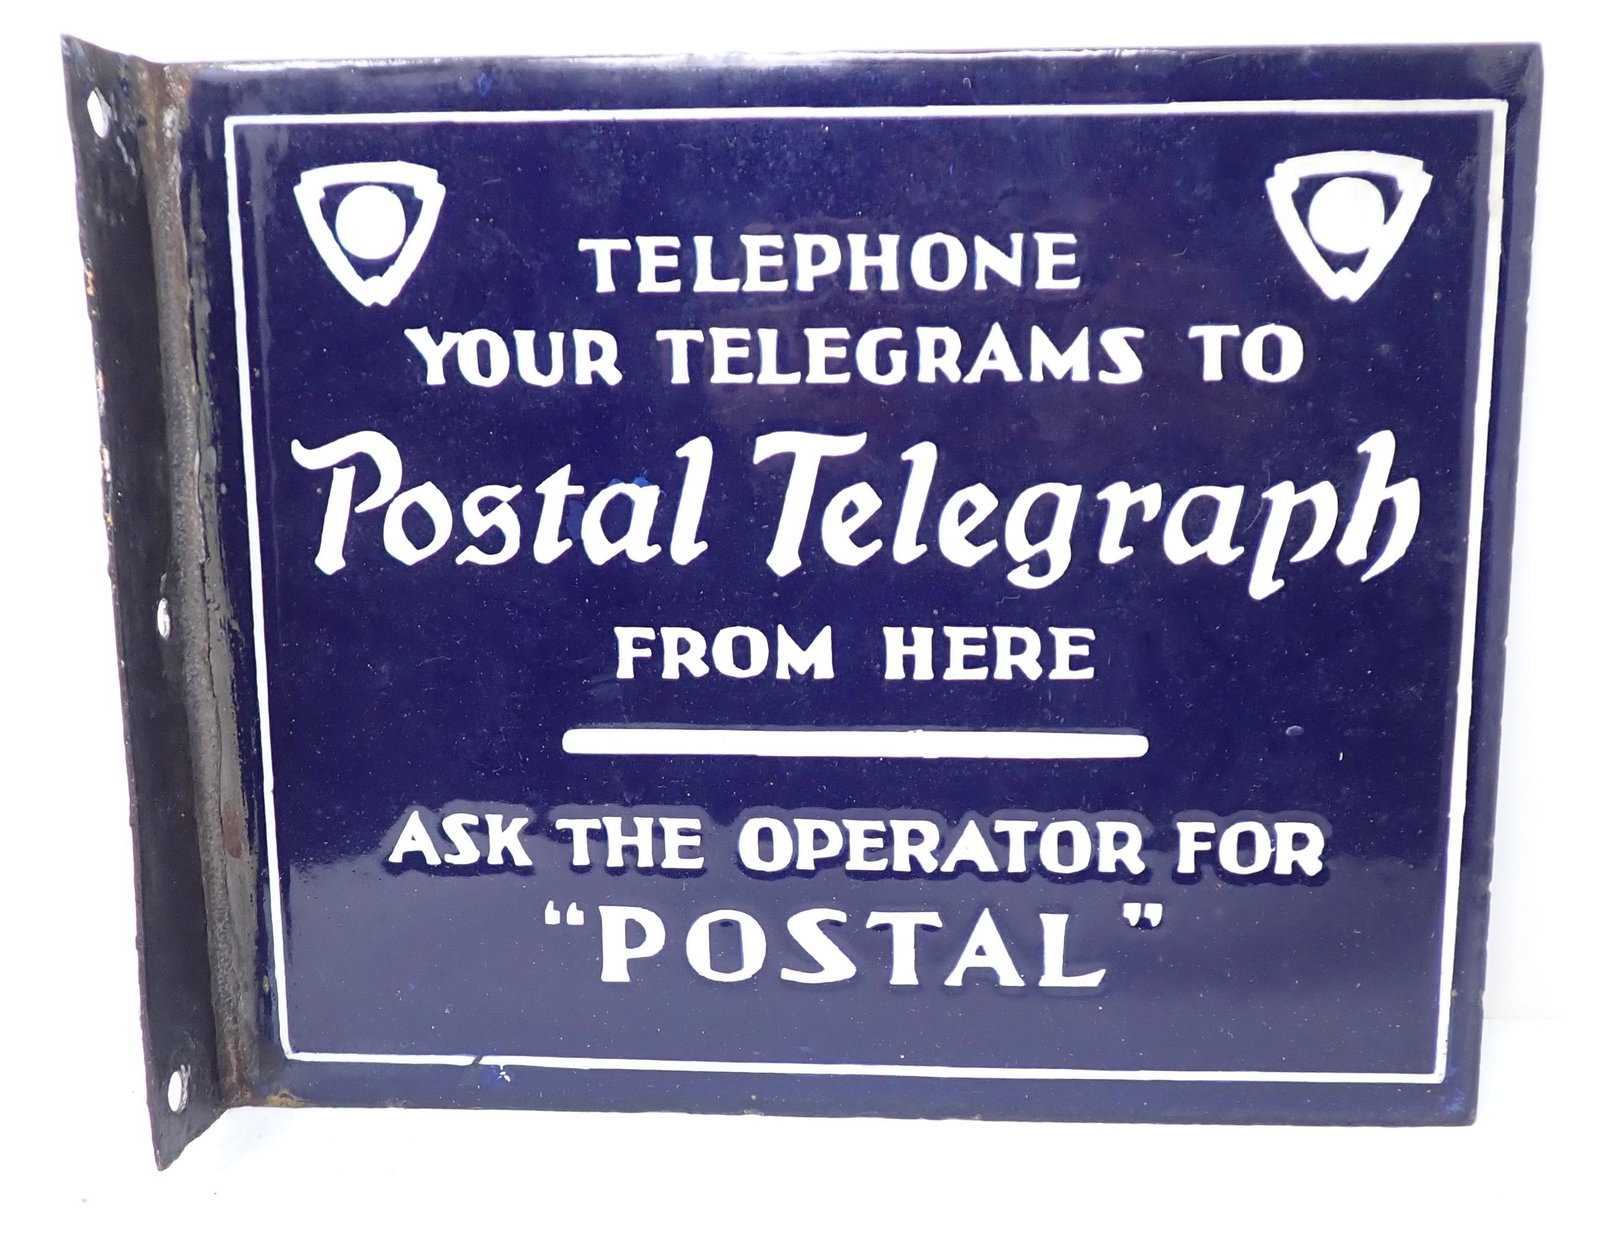 TELEPHONE
YOUR TELEGRAMS TO
Postal Telegraph
FROM HERE
ASK THE OPERATOR FOR
“POSTAL”